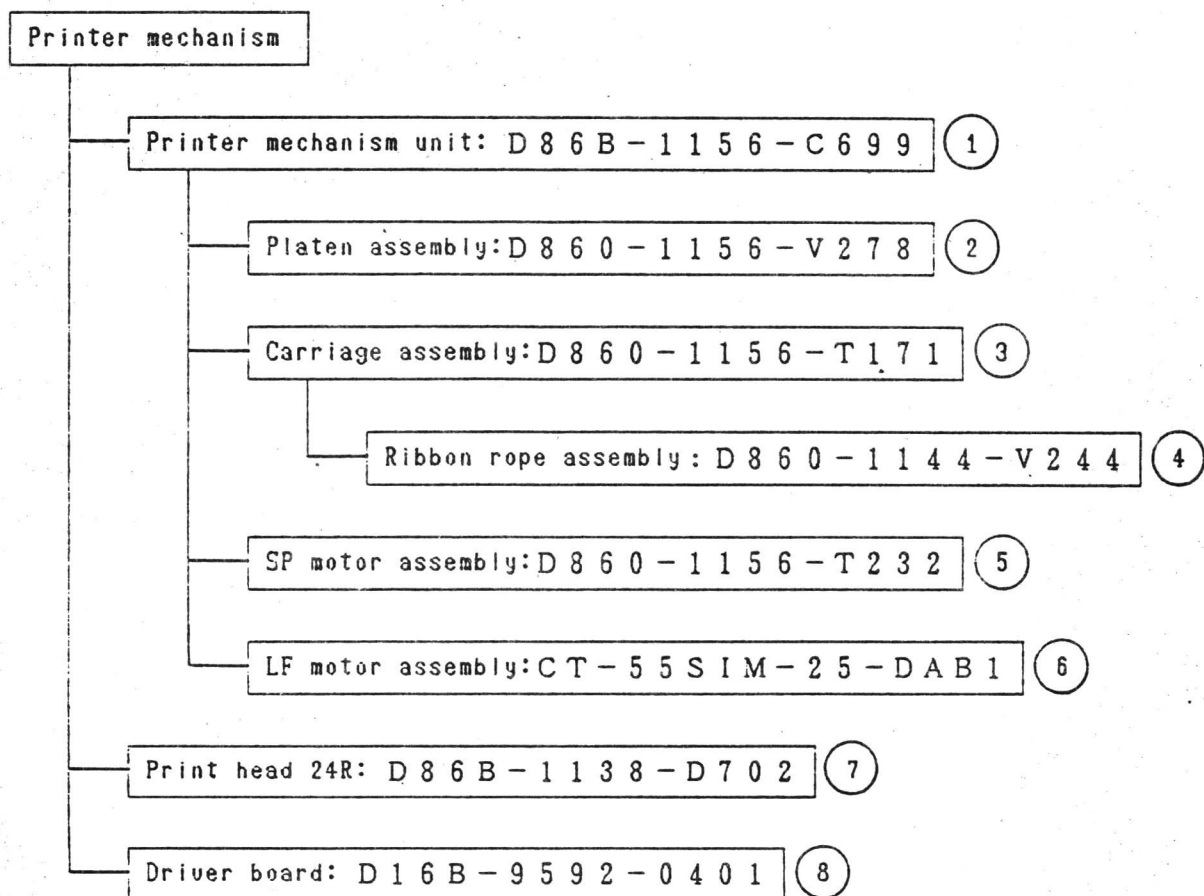 Printer mechanism
Printer mechanism unit: D86B-1156-C699 1
Platen assembly: D860-1156-V278 2
Carriage assembly: D860-1156-T171 3
Ribbon rope assembly: D860-1144-V244 4
SP motor assembly: D860-1156-T232 5
LF motor assembly: CT-55SIM-25-DAB1 6
Print head 24R: D86B-1138-D702 7
Driver board: D16B-9592-0401 8